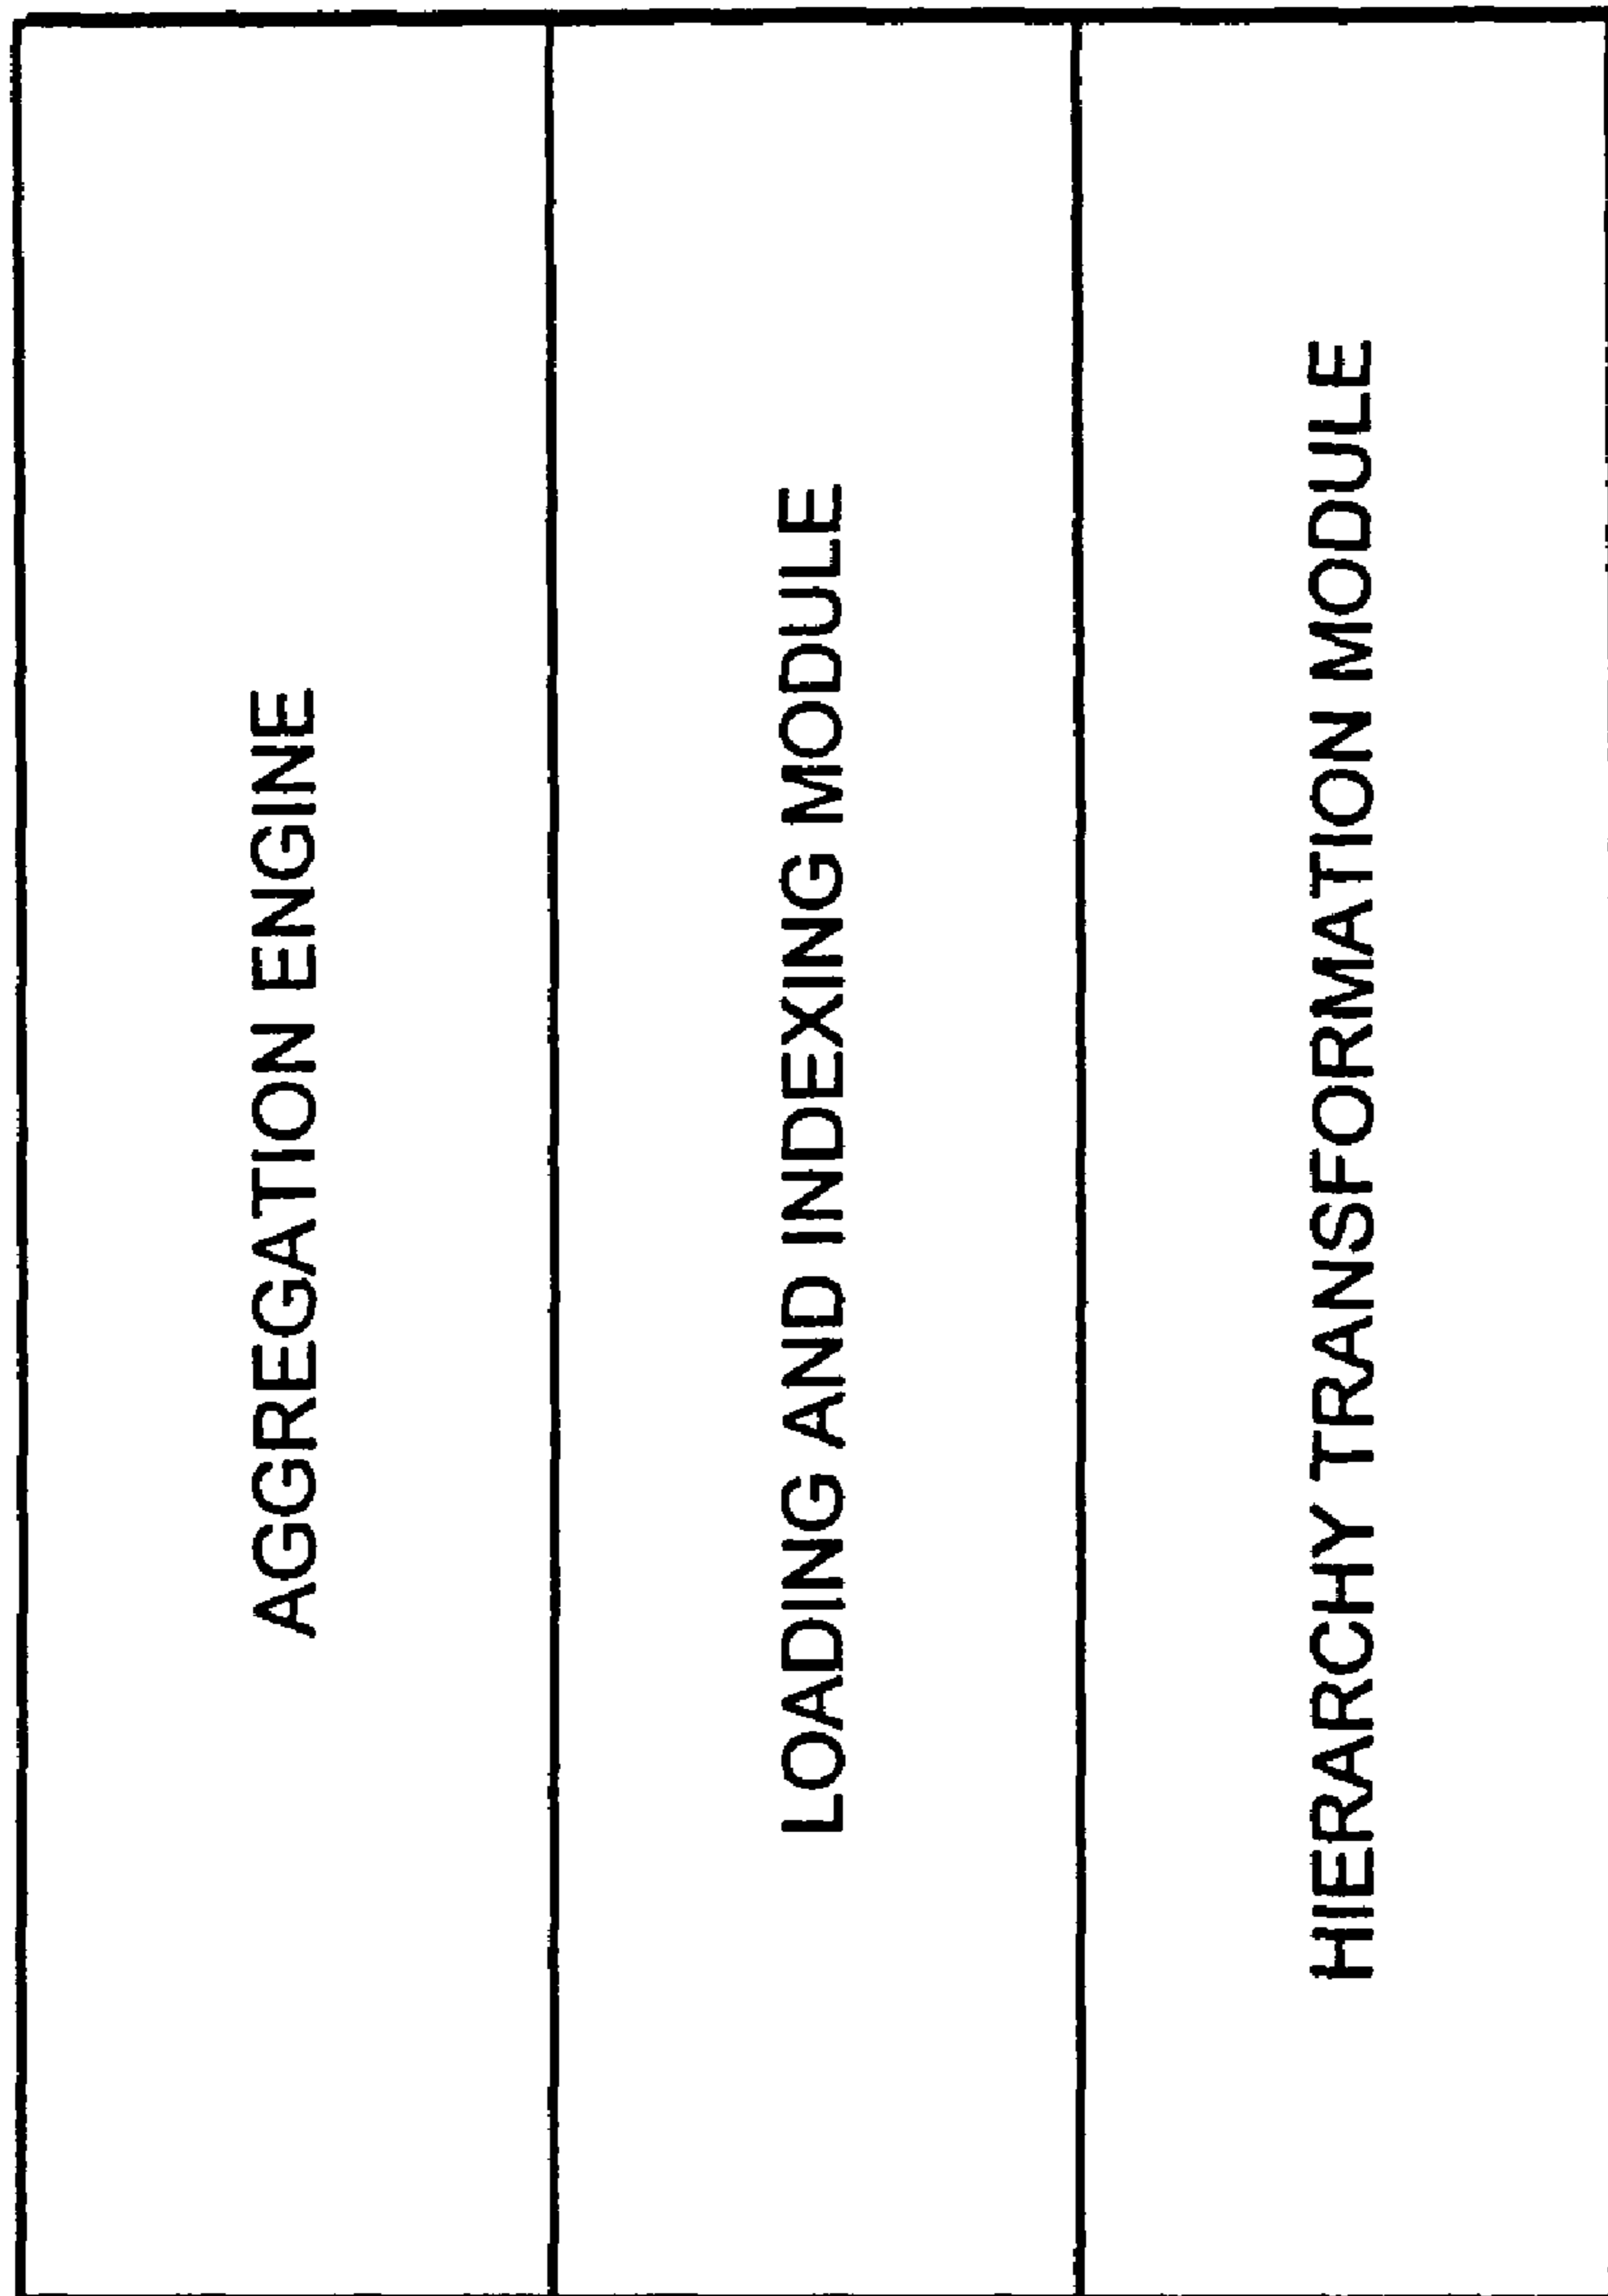 AGGREGATION ENGINE
LOADING AND INDEXING MODULE
HIERARCHY TRANSFORMATION MODULE